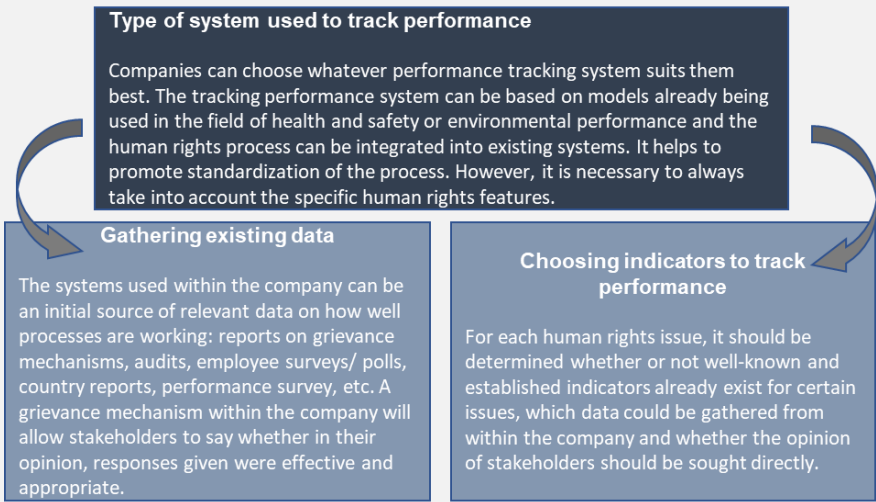 Type of system used to track performance
Companies can choose whatever performance tracking system suits them
best. The tracking performance system can be based on models already being
used in the field of health and safety or environmental performance and the
human rights process can be integrated into existing systems. It helps to
promote standardization of the process. However, it is necessary to always
take into account the specific human rights features.
Gathering existing data
The systems used within the company can be
an initial source of relevant data on how well
processes are working: reports on grievance
mechanisms, audits, employee surveys/ polls,
country reports, performance survey, etc. A
grievance mechanism within the company will
allow stakeholders to say whether in their
opinion, responses given were effective and
appropriate.
Choosing indicators to track
performance
For each human rights issue, it should be
determined whether or not well-known and
established indicators already exist for certain
issues, which data could be gathered from
within the company and whether the opinion
of stakeholders should be sought directly.